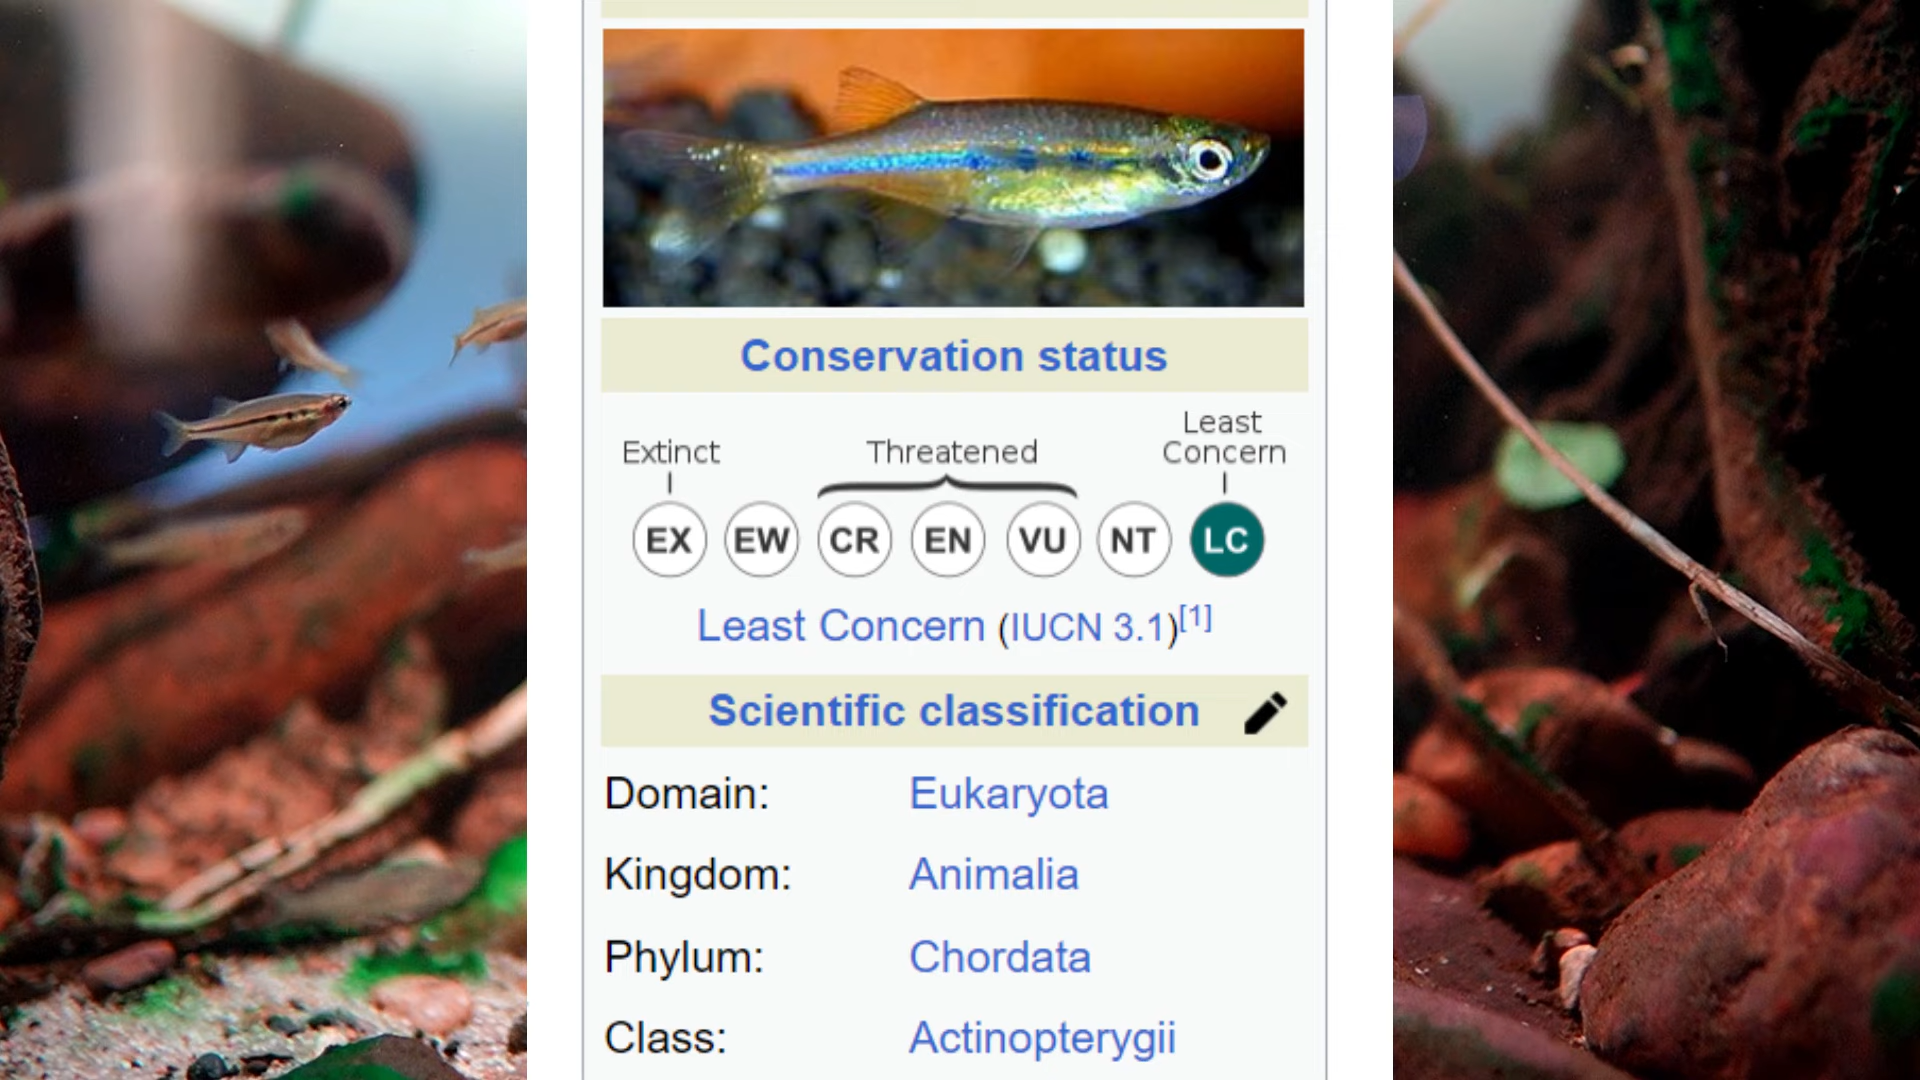 Conservation status
Extinct
Threatened
Least
Concern
EX EW CR EN VU NT LC
Least Concern (IUCN 3.1)[1]
Scientific classification
Domain: Eukaryota
Kingdom: Animalia
Phylum: Chordata
Class: Actinopterygii